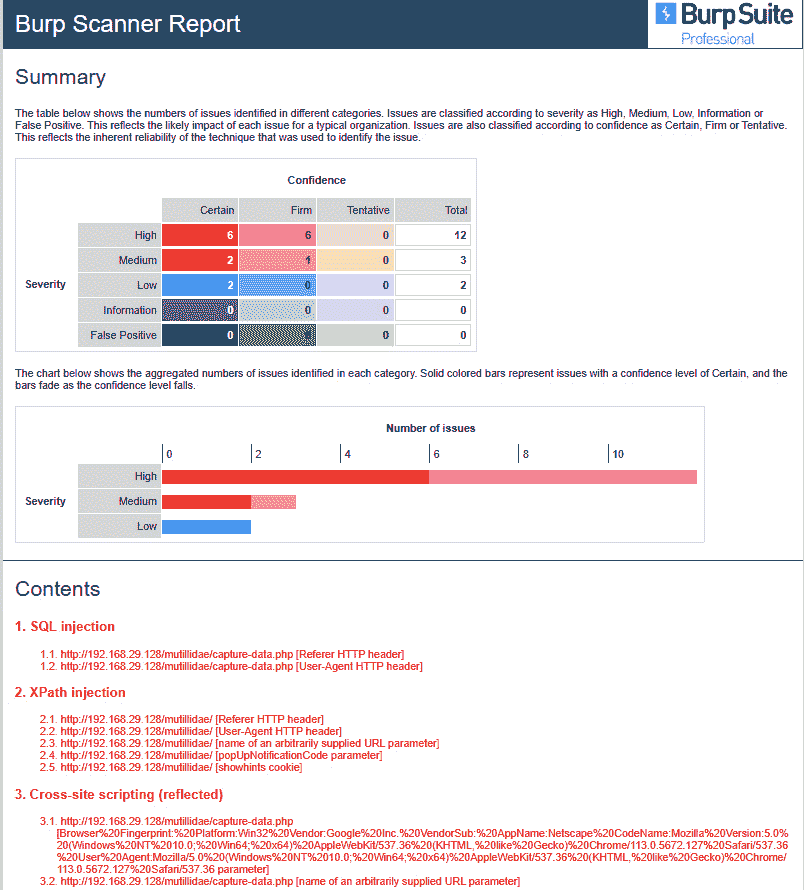 Burp Scanner Report
Burp Suite
Professional
Summary
The table below shows the numbers of issues identified in different categories. Issues are classified according to severity as High, Medium, Low, Information or
False Positive. This reflects the likely impact of each issue for a typical organization. Issues are also classified according to confidence as Certain, Firm or Tentative.
This reflects the inherent reliability of the technique that was used to identify the issue.
Confidence
Certain Firm Tentative Total
High 6 6 0 12
Medium 2 1 0 3
Severity Low 2 0 0 2
Information 0 0 0 0
False Positive 0 0 0
The chart below shows the aggregated numbers of issues identified in each category. Solid colored bars represent issues with a confidence level of Certain, and the
bars fade as the confidence level falls.
Number of issues
0 2 4 6 8 10
High
Severity Medium
Low
Contents
1. SQL injection
1.1. http://192.168.29.128/mutillidae/capture-data.php [Referer HTTP header]
1.2. http://192.168.29.128/mutillidae/capture-data.php [User-Agent HTTP header]
2. XPath injection
2.1. http://192.168.29.128/mutillidae/ [Referer HTTP header]
2.2. http://192.168.29.128/mutillidae/ [User-Agent HTTP header]
2.3. http://192.168.29.128/mutillidae/ [name of an arbitrarily supplied URL parameter]
2.4. http://192.168.29.128/mutillidae/ [popUpNotificationCode parameter]
2.5. http://192.168.29.128/mutillidae/ [showhints cookie]
3. Cross-site scripting (reflected)
3.1. http://192.168.29.128/mutillidae/capture-data.php
[Browser%20Fingerprint:%20Platform:Win32%20Vendor:Google%20Inc.%20VendorSub:%20AppName:Netscape%20CodeName:Mozilla%20Version:5.0%
20(Windows%20NT%2010.0;%20Win64;%20x64)%20AppleWebKit/537.36%20(KHTML,%20like%20Gecko)%20Chrome/113.0.5672.127%20Safari/537.36
%20User%20Agent:Mozilla/5.0%20(Windows%20NT%2010.0;%20Win64;%20x64)%20AppleWebKit/537.36%20(KHTML,%20like%20Gecko)%20Chrome/
113.0.5672.127%20Safari/537.36 parameter]
3.2. http://192.168.29.128/mutillidae/capture-data.php [name of an arbitrarily supplied URL parameter]